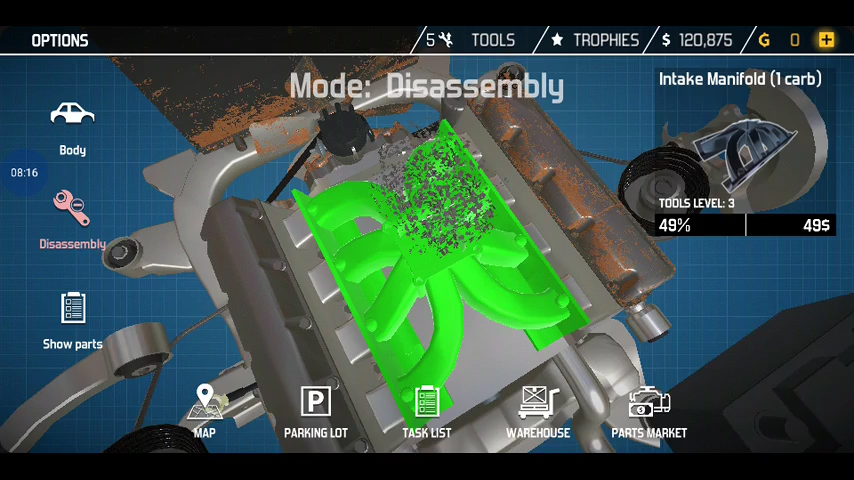 OPTIONS
5 TOOLS
TROPHIES
$ 120,875
G 0 +
Mode: Disassembly
Intake Manifold (1 carb)
TOOLS LEVEL: 3
49% 49$
Body
08:16
Disassembly
Show parts
MAP
P
PARKING LOT
TASK LIST
WAREHOUSE
PARTS MARKET